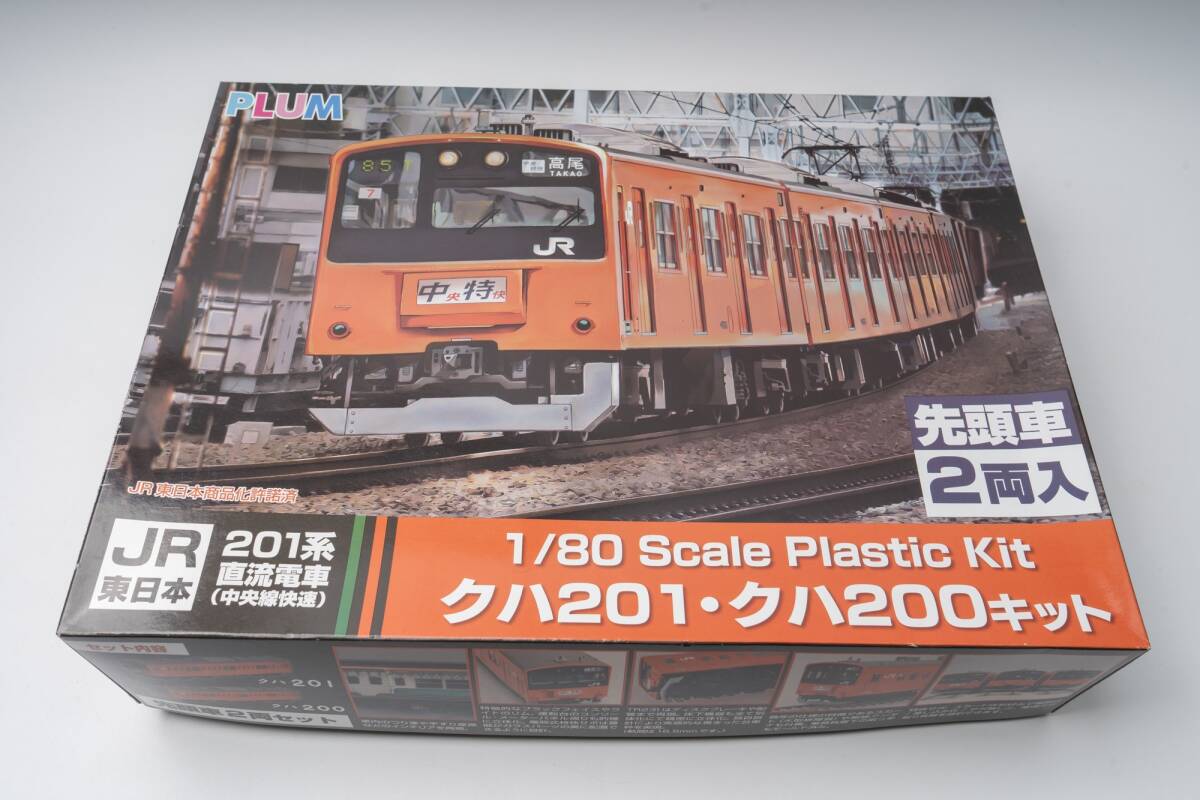 PLUM
857
7
高尾
TAKAO
JR
中央特快
JR東日本商品化許諾済
先頭車
2両入
JR
東日本
201系
直流電車
(中央線快速)
1/80 Scale Plastic Kit
クハ201・クハ200キット
セット内容
クハ201
クハ200
先頭車2両セット